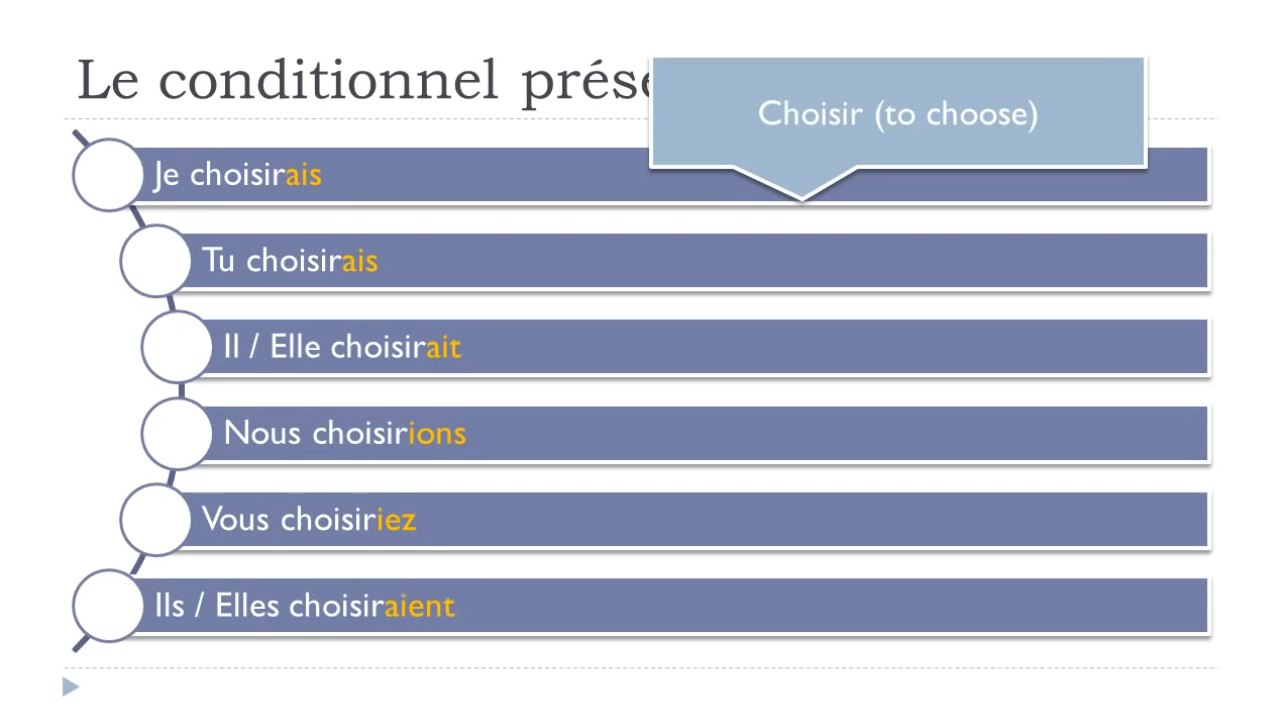 Le conditionnel prése
Choisir (to choose)
Je choisirais
Tu choisirais
Il / Elle choisirait
Nous choisirions
Vous choisiriez
Ils / Elles choisiraient